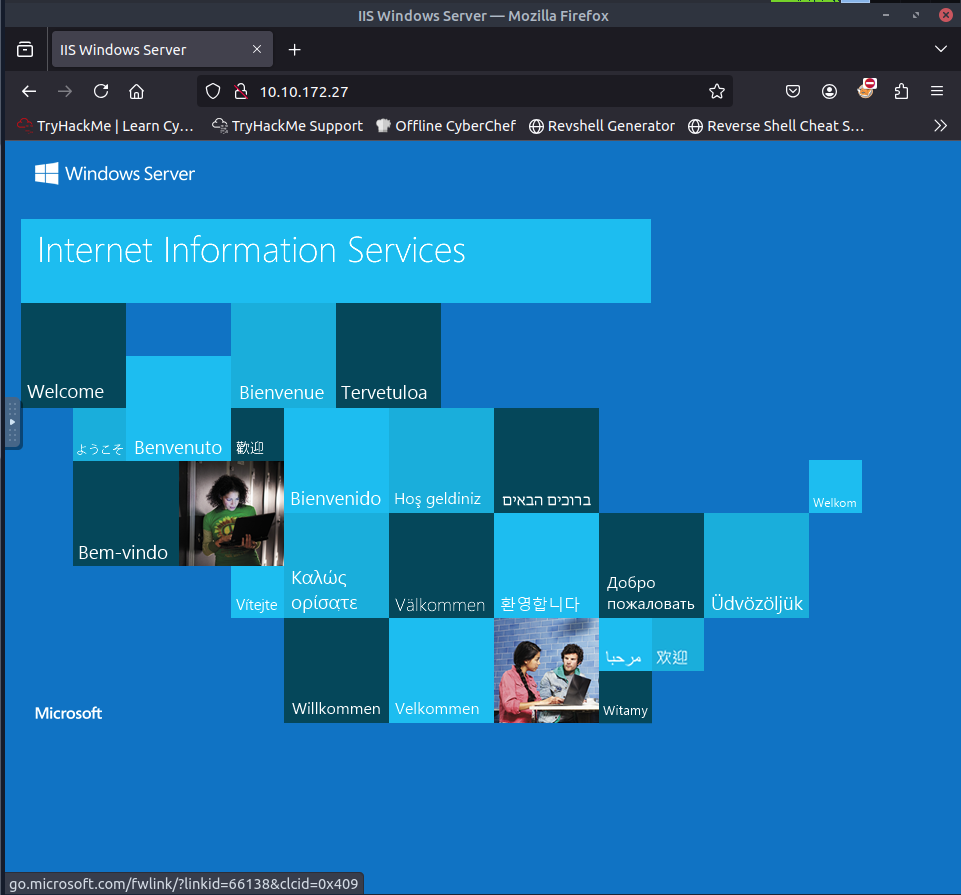 IIS Windows Server — Mozilla Firefox
IIS Windows Server
10.10.172.27
TryHackMe | Learn Cy…
TryHackMe Support
Offline CyberChef
Revshell Generator
Reverse Shell Cheat S…
Windows Server
Internet Information Services
Welcome
Bienvenue
Tervetuloa
ようこそ
Benvenuto
歡迎
Bienvenido
Hoş geldiniz
ברוכים הבאים
Welkom
Bem-vindo
Vítejte
Καλώς
ορίσατε
Välkommen
환영합니다
Добро
пожаловать
Üdvözöljük
Willkommen
Velkommen
مرحبا
欢迎
Witamy
Microsoft
go.microsoft.com/fwlink/?linkid=66138&clcid=0x409